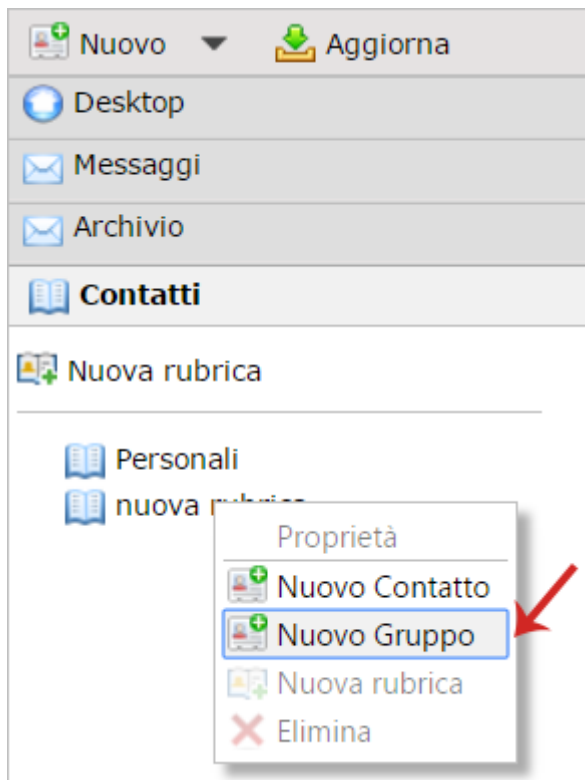 Nuovo Aggiorna
Desktop
Messaggi
Archivio
Contatti
Nuova rubrica
Personali
nuova rubrica
Proprietà
Nuovo Contatto
Nuovo Gruppo
Nuova rubrica
Elimina